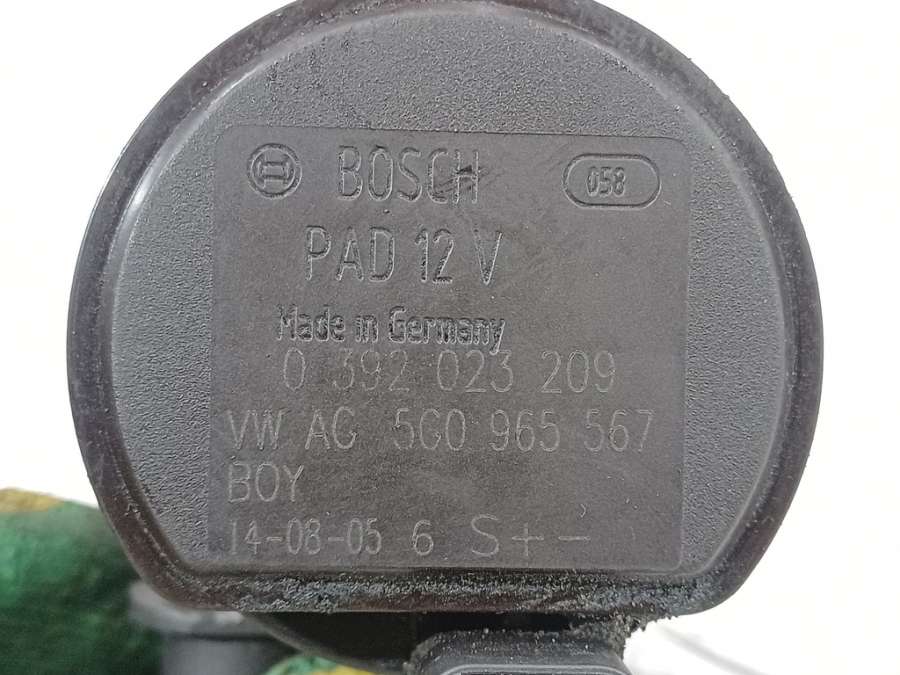 BOSCH 058
PAD 12 V
Made in Germany
0 392 023 209
VW AG 5G0 965 567
BOY
14-08-05 6 S+-